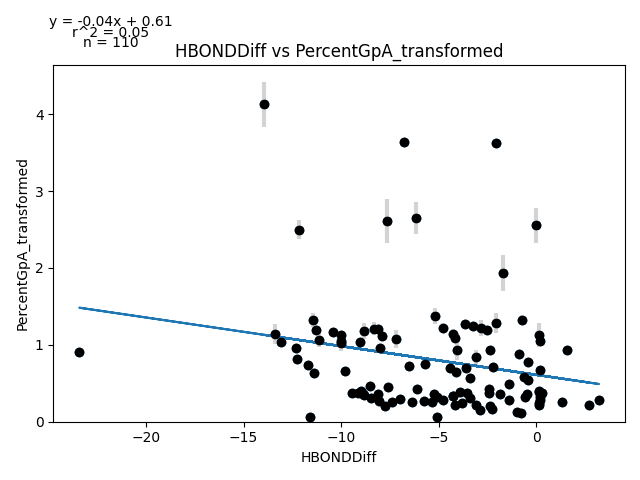 y = -0.04x + 0.61
r^2 = 0.05
n = 110
HBONDDiff vs PercentGpA_transformed
PercentGpA_transformed
4
3
2
1
0
−20
−15
−10
−5
0
HBONDDiff